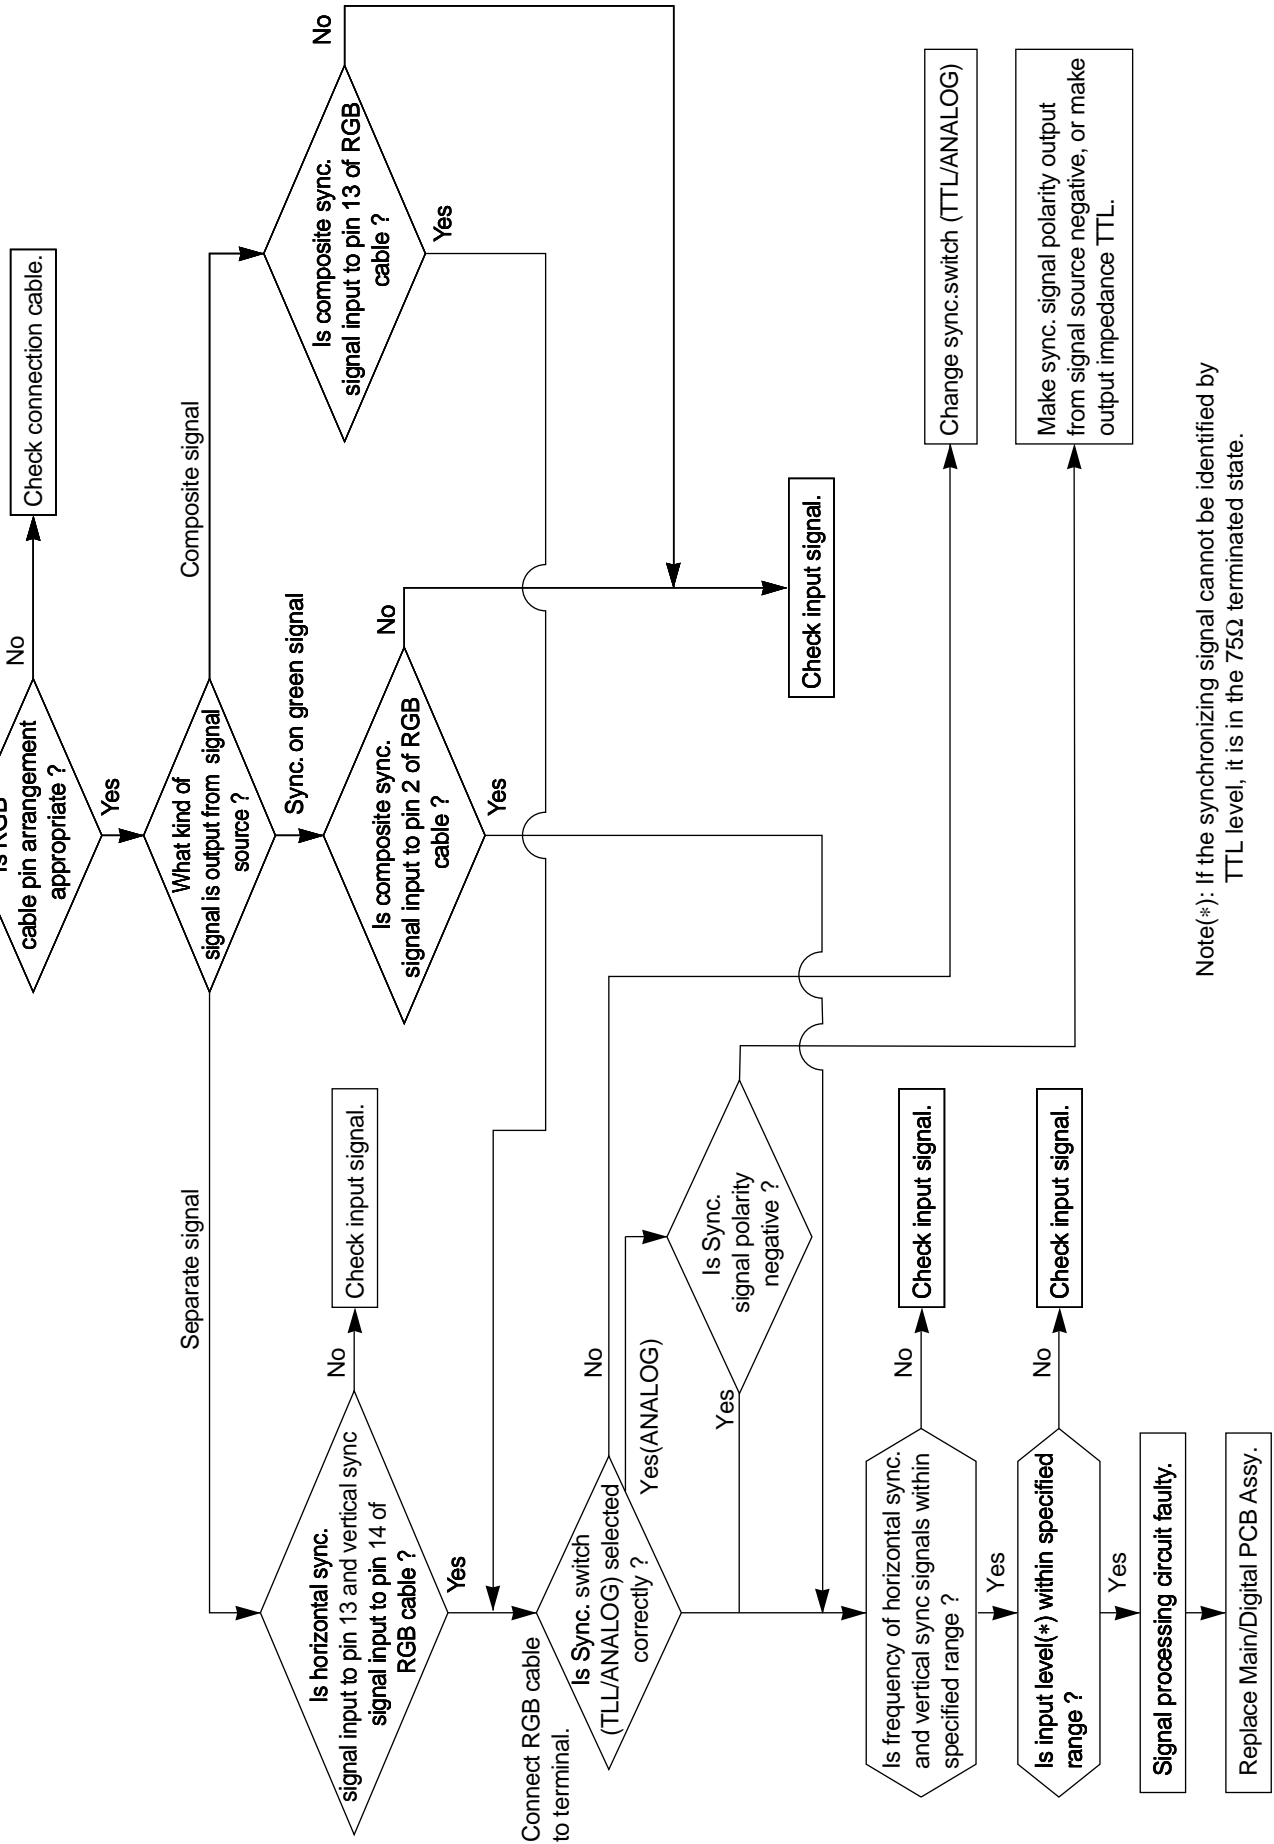 Is RGB
cable pin arrangement
appropriate ?
No
Check connection cable.
Yes
What kind of
signal is output from signal
source ?
Separate signal
Composite signal
Sync. on green signal
Is horizontal sync.
signal input to pin 13 and vertical sync
signal input to pin 14 of
RGB cable ?
No
Check input signal.
Yes
Is composite sync.
signal input to pin 2 of RGB
cable ?
No
Yes
Is composite sync.
signal input to pin 13 of RGB
cable ?
No
Yes
Check input signal.
Connect RGB cable
to terminal.
Is Sync. switch
(TLL/ANALOG) selected
correctly ?
No
Change sync.switch (TTL/ANALOG)
Yes(ANALOG)
Is Sync.
signal polarity
negative ?
Yes
Make sync. signal polarity output
from signal source negative, or make
output impedance TTL.
Is frequency of horizontal sync.
and vertical sync signals within
specified range ?
No
Check input signal.
Yes
Is input level(*) within specified
range ?
No
Check input signal.
Yes
Signal processing circuit faulty.
Replace Main/Digital PCB Assy.
Note(*): If the synchronizing signal cannot be identified by
TTL level, it is in the 75Ω terminated state.